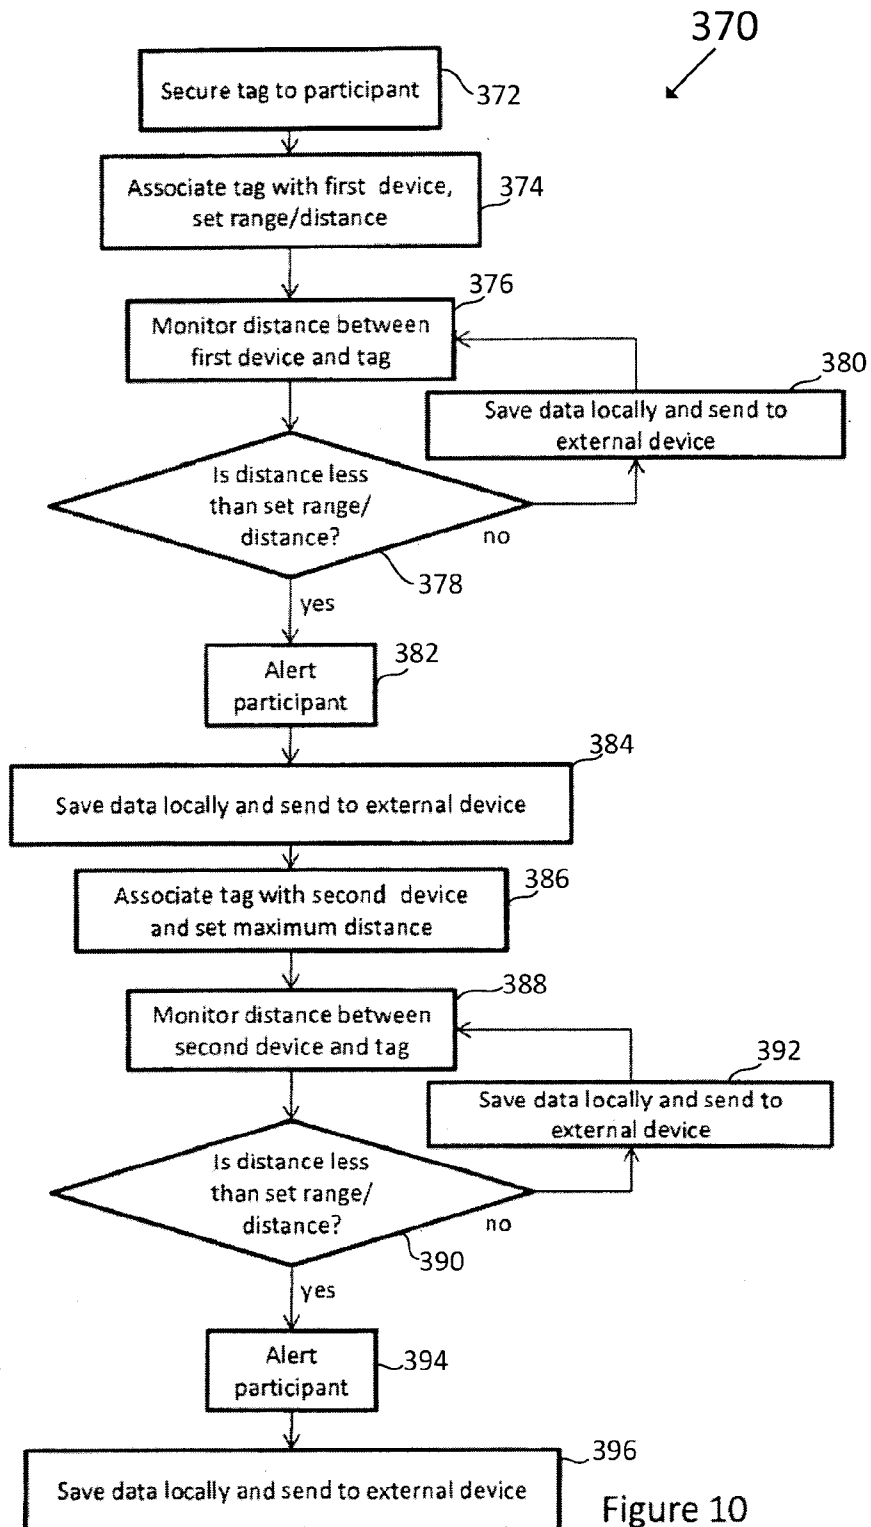 370
Secure tag to participant
372
Associate tag with first device,
set range/distance
374
376
Monitor distance between
first device and tag
380
Save data locally and send to
external device
Is distance less
than set range/
distance?
no
378
yes
382
Alert
participant
384
Save data locally and send to external device
386
Associate tag with second device
and set maximum distance
388
Monitor distance between
second device and tag
392
Save data locally and send to
external device
Is distance less
than set range/
distance?
no
390
yes
Alert
participant
394
396
Save data locally and send to external device
Figure 10